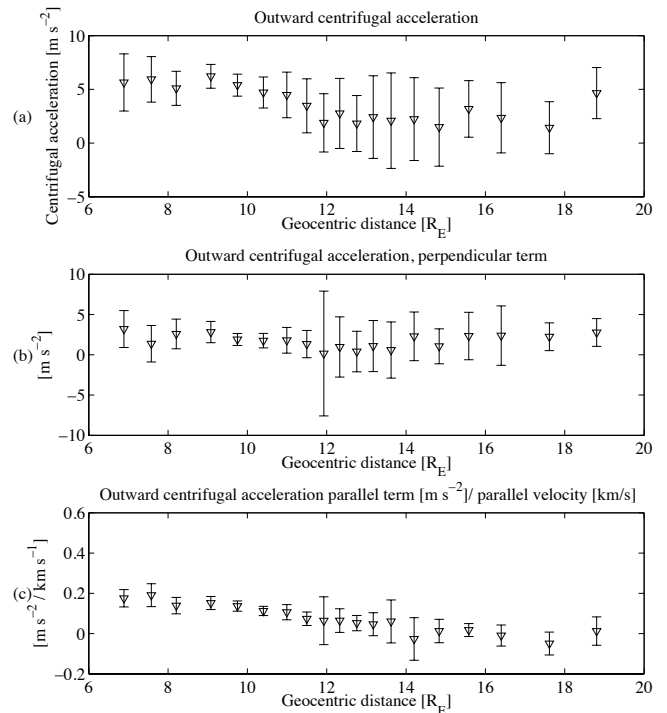 Outward centrifugal acceleration
(a)
Centrifugal acceleration [m s−2]
10
5
0
−5
6 8 10 12 14 16 18 20
Geocentric distance [R_E]
Outward centrifugal acceleration, perpendicular term
(b)
[m s−2]
10
5
0
−5
−10
6 8 10 12 14 16 18 20
Geocentric distance [R_E]
Outward centrifugal acceleration parallel term [m s−2]/ parallel velocity [km/s]
(c)
[m s−2 / km s−1]
0.6
0.4
0.2
0
−0.2
6 8 10 12 14 16 18 20
Geocentric distance [R_E]